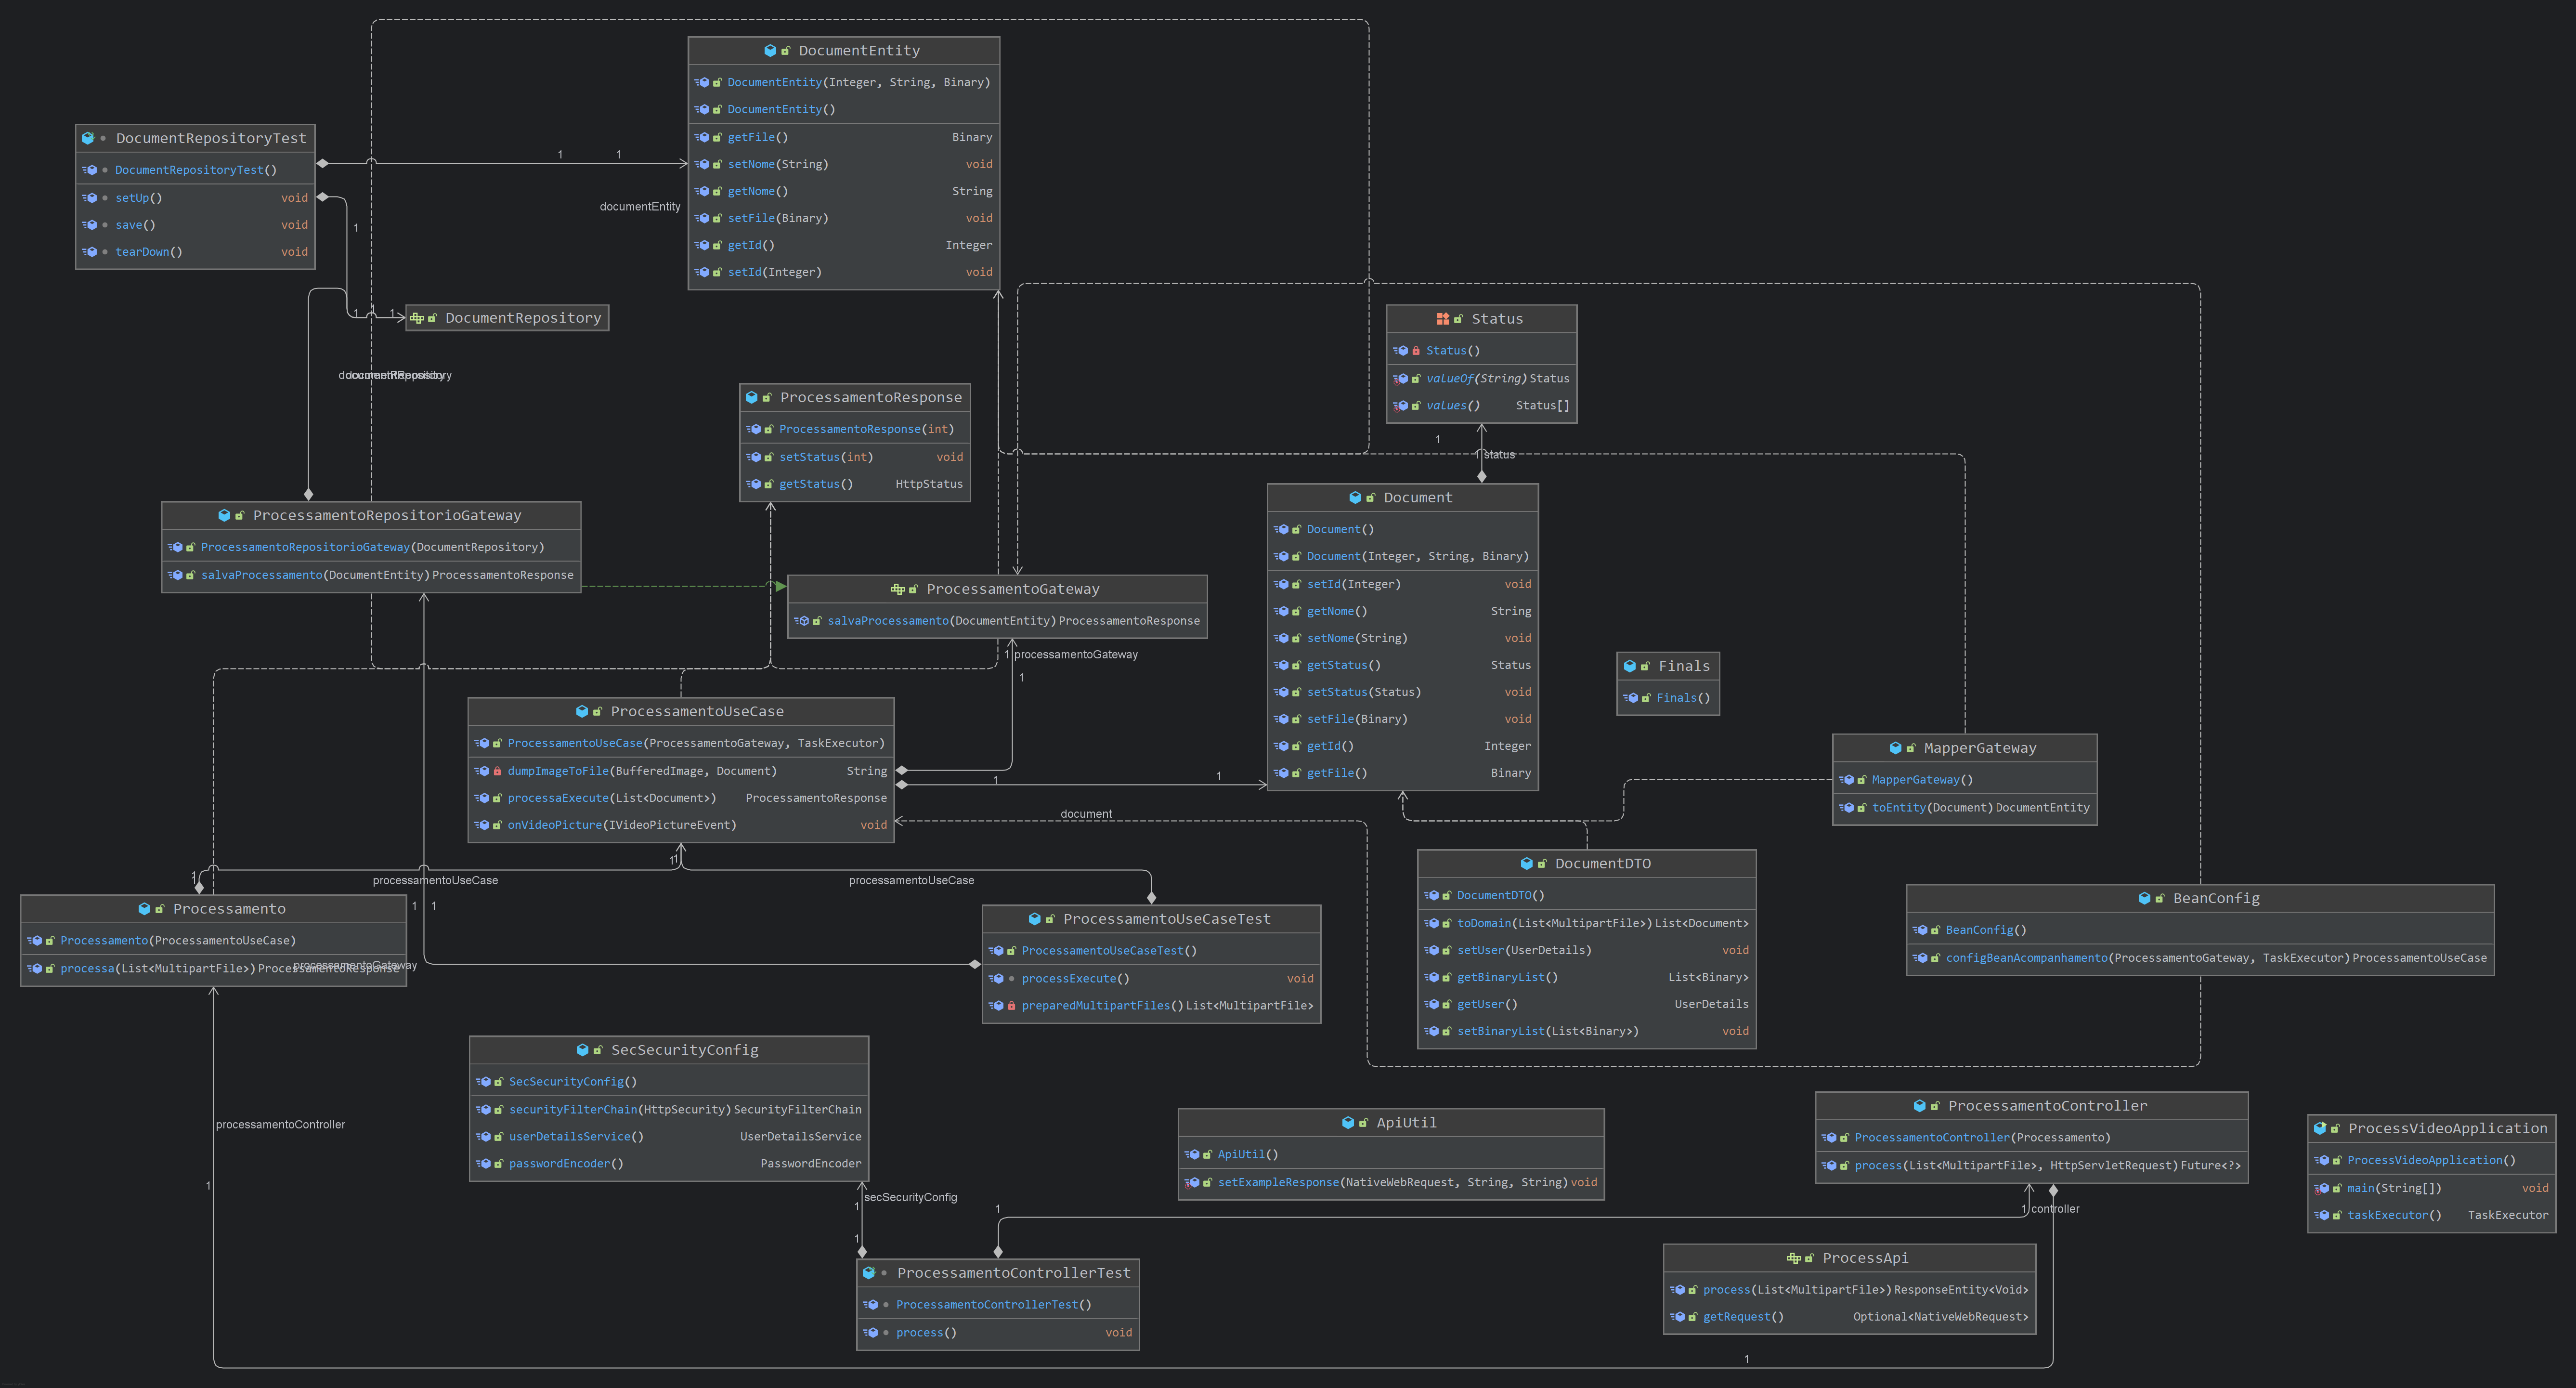 DocumentEntity
DocumentEntity(Integer, String, Binary)
DocumentEntity()
getFile() Binary
setNome(String) void
getNome() String
setFile(Binary) void
getId() Integer
setId(Integer) void
DocumentRepositoryTest
DocumentRepositoryTest()
setUp() void
save() void
tearDown() void
1 1
documentEntity
1
1 1 1
DocumentRepository
documentRepository
Status
Status()
valueOf(String) Status
values() Status[]
1
1 status
ProcessamentoResponse
ProcessamentoResponse(int)
setStatus(int) void
getStatus() HttpStatus
ProcessamentoRepositorioGateway
ProcessamentoRepositorioGateway(DocumentRepository)
salvaProcessamento(DocumentEntity) ProcessamentoResponse
ProcessamentoGateway
salvaProcessamento(DocumentEntity) ProcessamentoResponse
1 processamentoGateway
1
Document
Document()
Document(Integer, String, Binary)
setId(Integer) void
getNome() String
setNome(String) void
getStatus() Status
setStatus(Status) void
setFile(Binary) void
getId() Integer
getFile() Binary
Finals
Finals()
ProcessamentoUseCase
ProcessamentoUseCase(ProcessamentoGateway, TaskExecutor)
dumpImageToFile(BufferedImage, Document) String
processaExecute(List<Document>) ProcessamentoResponse
onVideoPicture(IVideoPictureEvent) void
1 1
document
MapperGateway
MapperGateway()
toEntity(Document) DocumentEntity
1 1
1
processamentoUseCase
processamentoUseCase
DocumentDTO
DocumentDTO()
toDomain(List<MultipartFile>) List<Document>
setUser(UserDetails) void
getBinaryList() List<Binary>
getUser() UserDetails
setBinaryList(List<Binary>) void
BeanConfig
BeanConfig()
configBeanAcompanhamento(ProcessamentoGateway, TaskExecutor) ProcessamentoUseCase
Processamento
Processamento(ProcessamentoUseCase)
processa(List<MultipartFile>) ProcessamentoResponse
1 1
processamentoGateway
ProcessamentoUseCaseTest
ProcessamentoUseCaseTest()
processExecute() void
preparedMultipartFiles() List<MultipartFile>
SecSecurityConfig
SecSecurityConfig()
securityFilterChain(HttpSecurity) SecurityFilterChain
userDetailsService() UserDetailsService
passwordEncoder() PasswordEncoder
processamentoController
1
secSecurityConfig
1
1
1
ApiUtil
ApiUtil()
setExampleResponse(NativeWebRequest, String, String) void
ProcessamentoController
ProcessamentoController(Processamento)
process(List<MultipartFile>, HttpServletRequest) Future<?>
1 controller
ProcessVideoApplication
ProcessVideoApplication()
main(String[]) void
taskExecutor() TaskExecutor
ProcessamentoControllerTest
ProcessamentoControllerTest()
process() void
ProcessApi
process(List<MultipartFile>) ResponseEntity<Void>
getRequest() Optional<NativeWebRequest>
1